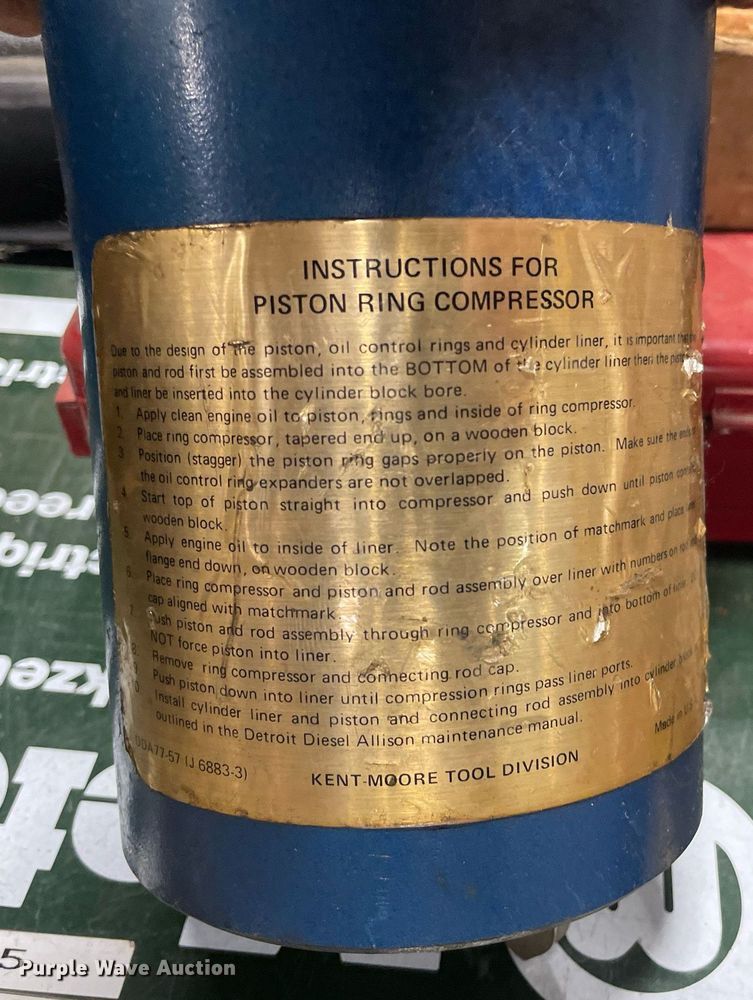 INSTRUCTIONS FOR
PISTON RING COMPRESSOR
Due to the design of the piston, oil control rings and cylinder liner, it is important that
piston and rod first be assembled into the BOTTOM of the cylinder liner then the piston
and liner be inserted into the cylinder block bore.
1. Apply clean engine oil to piston, rings and inside of ring compressor.
2. Place ring compressor, tapered end up, on a wooden block.
3. Position (stagger) the piston ring gaps properly on the piston. Make sure the ends
the oil control ring expanders are not overlapped.
4. Start top of piston straight into compressor and push down until piston
wooden block.
5. Apply engine oil to inside of liner. Note the position of matchmark and place
flange end down, on wooden block.
6. Place ring compressor and piston and rod assembly over liner with numbers on rod
cap aligned with matchmark.
7. Push piston and rod assembly through ring compressor and into bottom of
NOT force piston into liner.
8
Remove ring compressor and connecting rod cap.
9
Push piston down into liner until compression rings pass liner ports.
0
Install cylinder liner and piston and connecting rod assembly into cylinder block
outlined in the Detroit Diesel Allison maintenance manual.
Made in U.S.
DDA77-57 (J 6883-3)
KENT-MOORE TOOL DIVISION
5
Purple Wave Auction